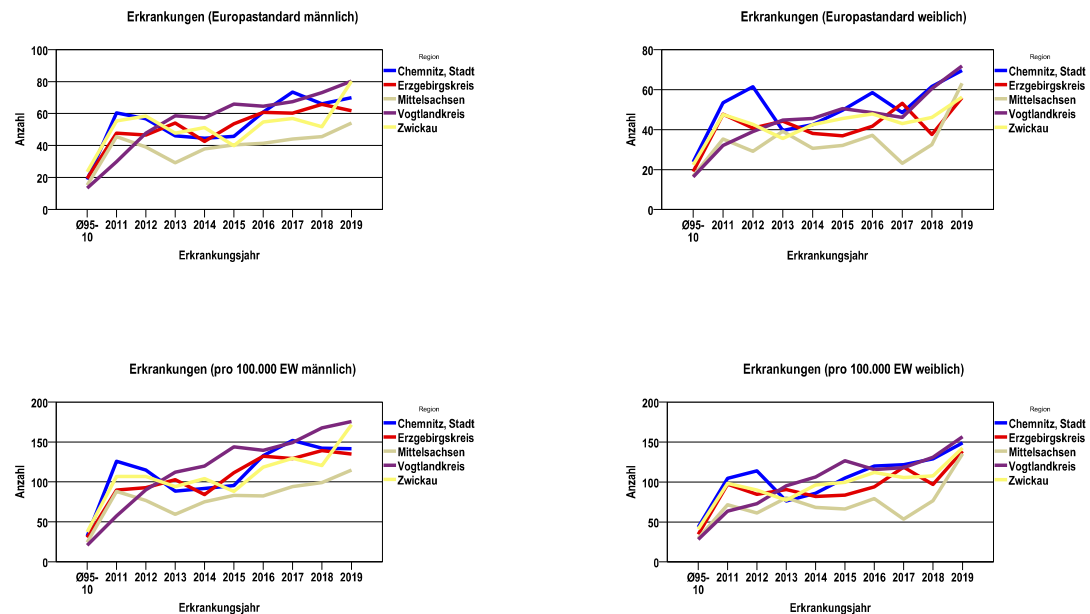 Erkrankungen (Europastandard männlich)
100
80
60
40
20
0
Anzahl
Ø95-10 2011 2012 2013 2014 2015 2016 2017 2018 2019
Erkrankungsjahr
Region
Chemnitz, Stadt
Erzgebirgskreis
Mittelsachsen
Vogtlandkreis
Zwickau
Erkrankungen (Europastandard weiblich)
80
60
40
20
0
Anzahl
Ø95-10 2011 2012 2013 2014 2015 2016 2017 2018 2019
Erkrankungsjahr
Region
Chemnitz, Stadt
Erzgebirgskreis
Mittelsachsen
Vogtlandkreis
Zwickau
Erkrankungen (pro 100.000 EW männlich)
200
150
100
50
0
Anzahl
Ø95-10 2011 2012 2013 2014 2015 2016 2017 2018 2019
Erkrankungsjahr
Region
Chemnitz, Stadt
Erzgebirgskreis
Mittelsachsen
Vogtlandkreis
Zwickau
Erkrankungen (pro 100.000 EW weiblich)
200
150
100
50
0
Anzahl
Ø95-10 2011 2012 2013 2014 2015 2016 2017 2018 2019
Erkrankungsjahr
Region
Chemnitz, Stadt
Erzgebirgskreis
Mittelsachsen
Vogtlandkreis
Zwickau